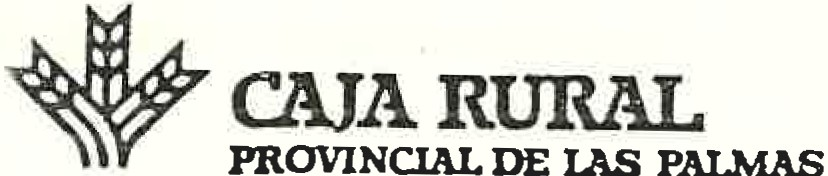 CAJA RURAL
PROVINCIAL DE LAS PALMAS